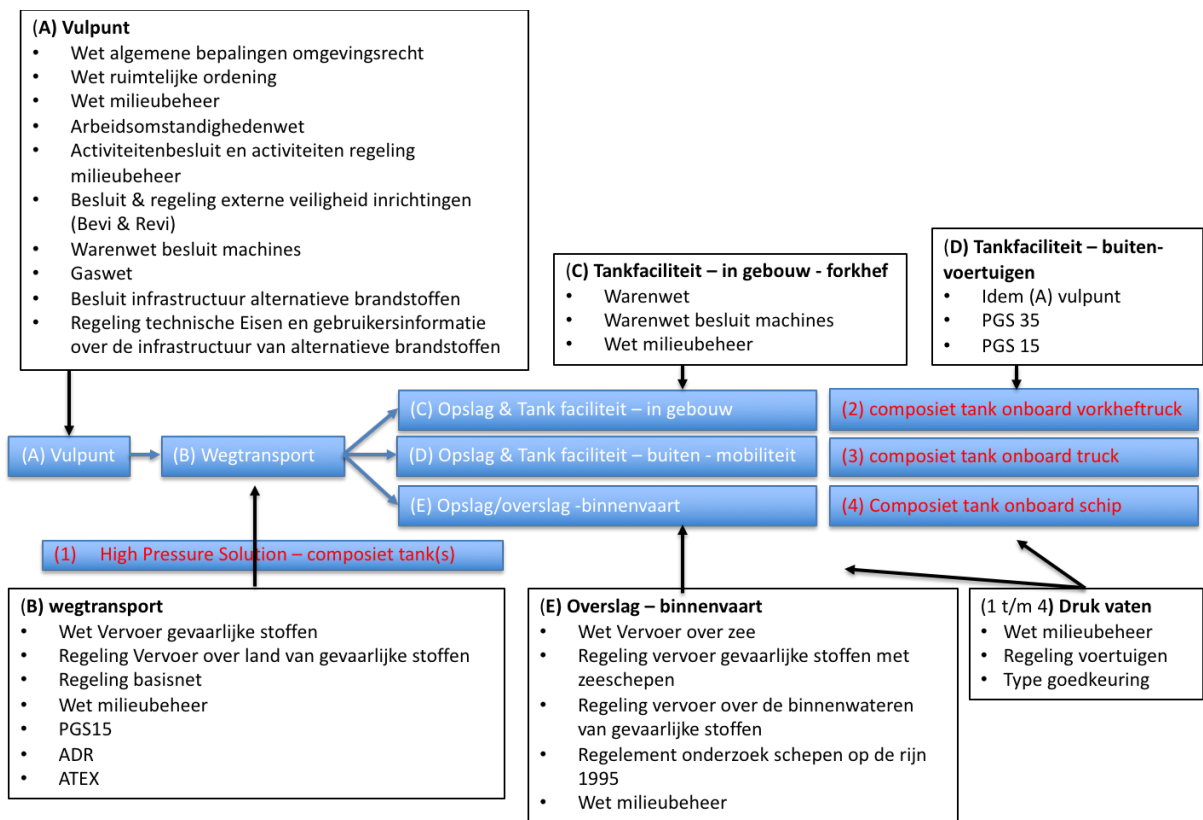 (A) Vulpunt
• Wet algemene bepalingen omgevingsrecht
• Wet ruimtelijke ordening
• Wet milieubeheer
• Arbeidsomstandighedenwet
• Activiteitenbesluit en activiteiten regeling
milieubeheer
• Besluit & regeling externe veiligheid inrichtingen
(Bevi & Revi)
• Warenwet besluit machines
• Gaswet
• Besluit infrastructuur alternatieve brandstoffen
• Regeling technische Eisen en gebruikersinformatie
over de infrastructuur van alternatieve brandstoffen
(C) Tankfaciliteit – in gebouw - forkhef
• Warenwet
• Warenwet besluit machines
• Wet milieubeheer
(D) Tankfaciliteit – buiten-
voertuigen
• Idem (A) vulpunt
• PGS 35
• PGS 15
(A) Vulpunt
(B) Wegtransport
(C) Opslag & Tank faciliteit – in gebouw
(D) Opslag & Tank faciliteit – buiten - mobiliteit
(E) Opslag/overslag -binnenvaart
(2) composiet tank onboard vorkheftruck
(3) composiet tank onboard truck
(4) Composiet tank onboard schip
(1) High Pressure Solution – composiet tank(s)
(B) wegtransport
• Wet Vervoer gevaarlijke stoffen
• Regeling Vervoer over land van gevaarlijke stoffen
• Regeling basisnet
• Wet milieubeheer
• PGS15
• ADR
• ATEX
(E) Overslag – binnenvaart
• Wet Vervoer over zee
• Regeling vervoer gevaarlijke stoffen met
zeeschepen
• Regeling vervoer over de binnenwateren
van gevaarlijke stoffen
• Regelement onderzoek schepen op de rijn
1995
• Wet milieubeheer
(1 t/m 4) Druk vaten
• Wet milieubeheer
• Regeling voertuigen
• Type goedkeuring